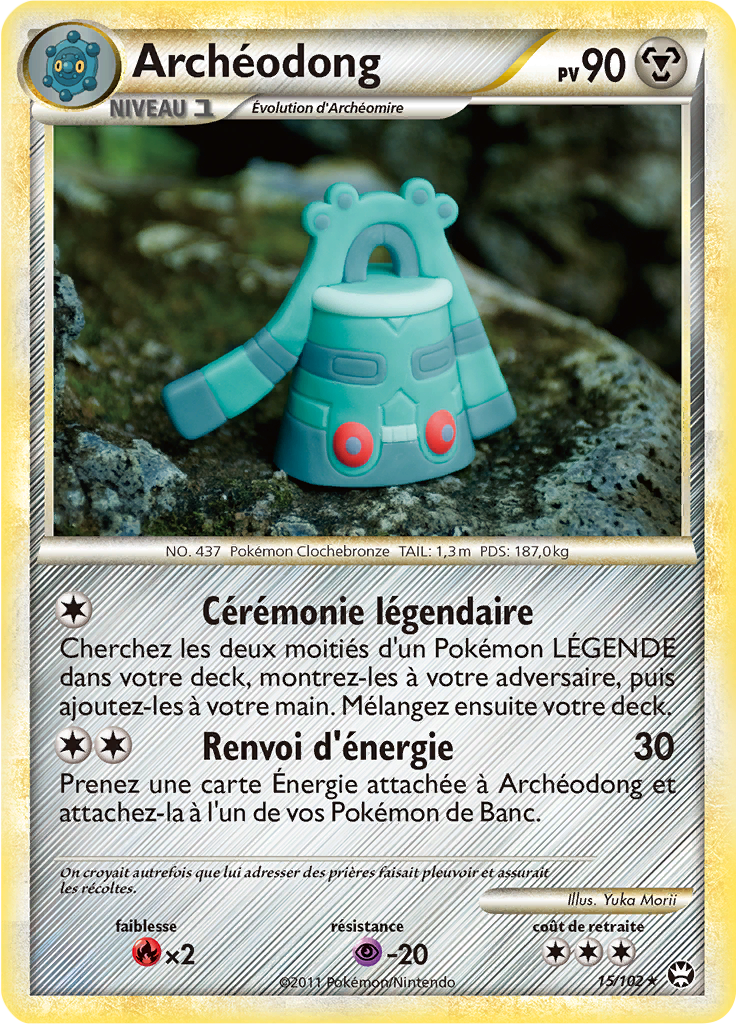 Archéodong
PV 90
NIVEAU 1
Évolution d'Archéomire
NO. 437 Pokémon Clochebronze TAIL: 1,3 m PDS: 187,0 kg
Cérémonie légendaire
Cherchez les deux moitiés d'un Pokémon LÉGENDE
dans votre deck, montrez-les à votre adversaire, puis
ajoutez-les à votre main. Mélangez ensuite votre deck.
Renvoi d'énergie 30
Prenez une carte Énergie attachée à Archéodong et
attachez-la à l'un de vos Pokémon de Banc.
On croyait autrefois que lui adresser des prières faisait pleuvoir et assurait
les récoltes.
Illus. Yuka Morii
faiblesse résistance coût de retraite
×2 -20
©2011 Pokémon/Nintendo 15/102 ★